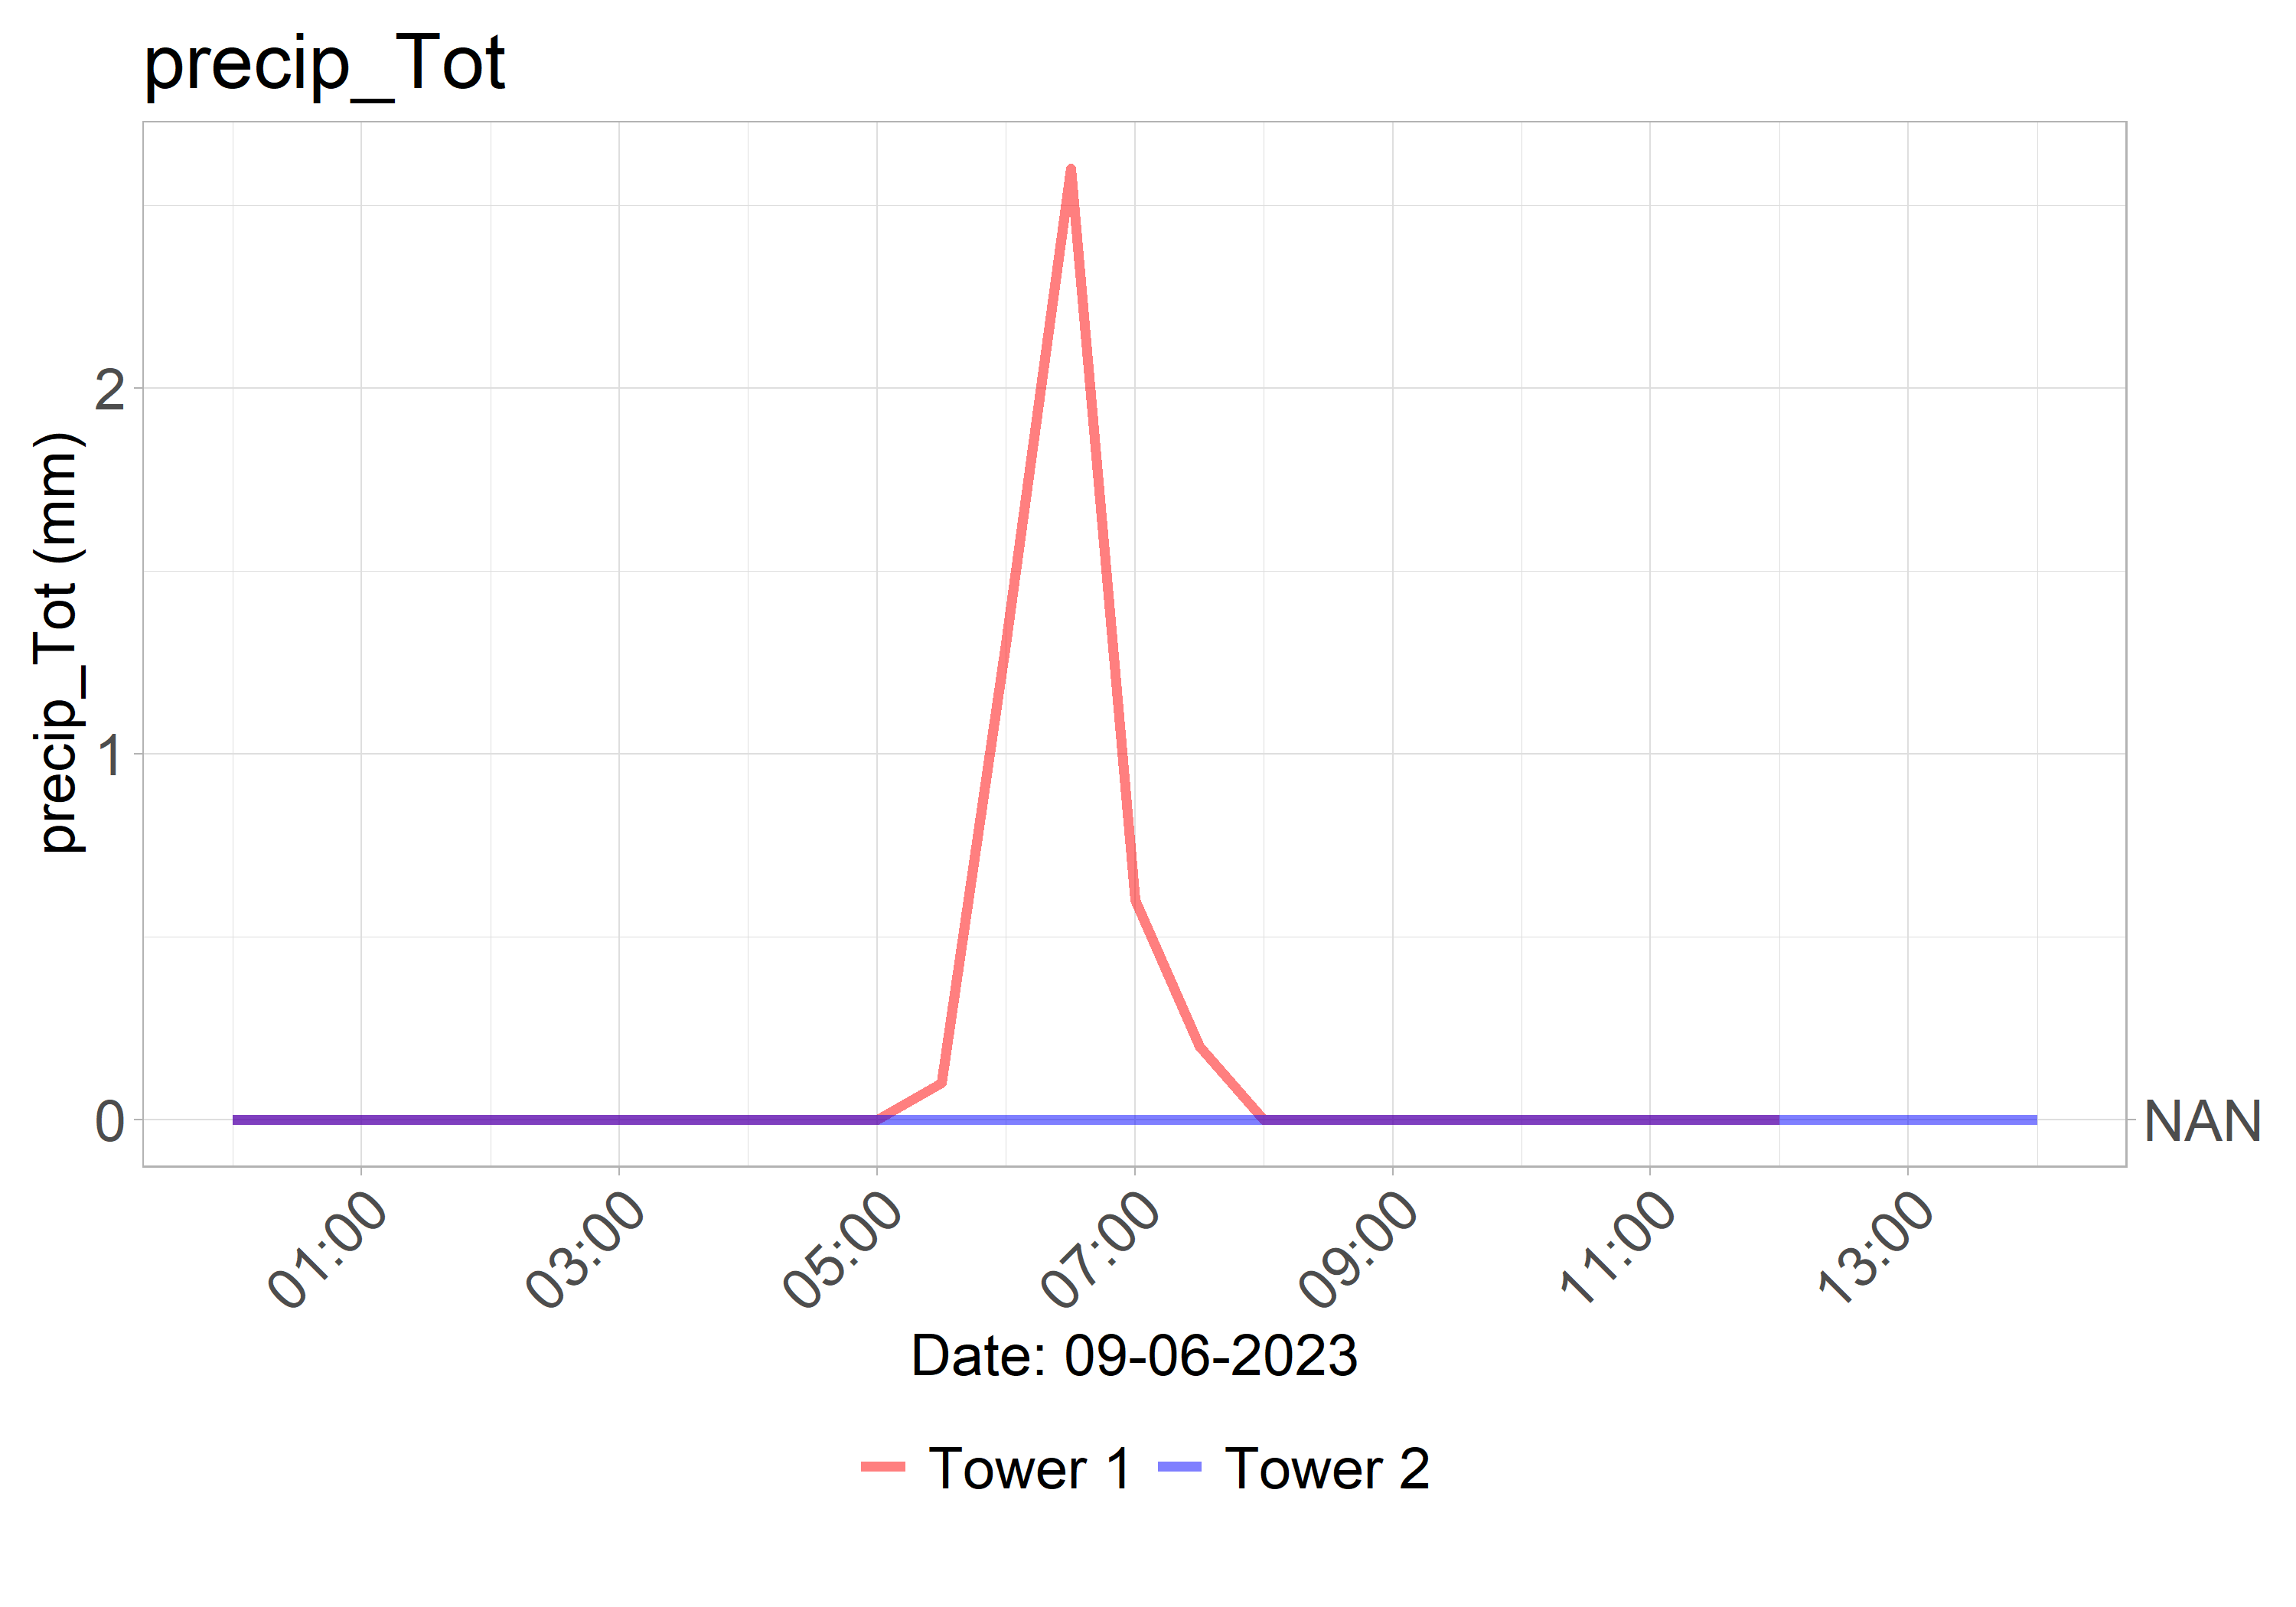 precip_Tot
precip_Tot (mm)
2
1
0
NAN
01:00 03:00 05:00 07:00 09:00 11:00 13:00
Date: 09-06-2023
Tower 1 Tower 2